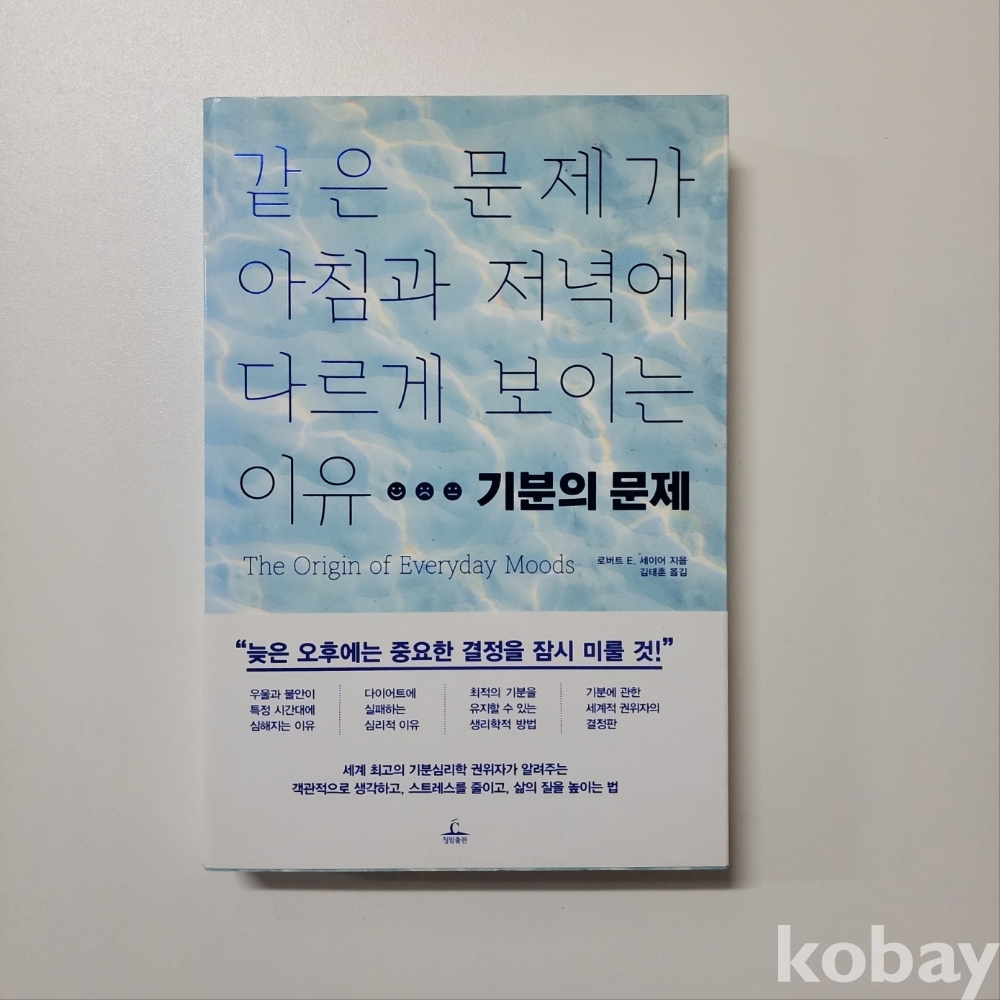 같은 문제가
아침과 저녁에
다르게 보이는
이유 기분의 문제
The Origin of Everyday Moods
로버트 E. 세이어 지음
김태훈 옮김
“늦은 오후에는 중요한 결정을 잠시 미룰 것!”
우울과 불안이
특정 시간대에
심해지는 이유
다이어트에
실패하는
심리적 이유
최적의 기분을
유지할 수 있는
생리학적 방법
기분에 관한
세계적 권위자의
결정판
세계 최고의 기분심리학 권위자가 알려주는
객관적으로 생각하고, 스트레스를 줄이고, 삶의 질을 높이는 법
청림출판
kobay